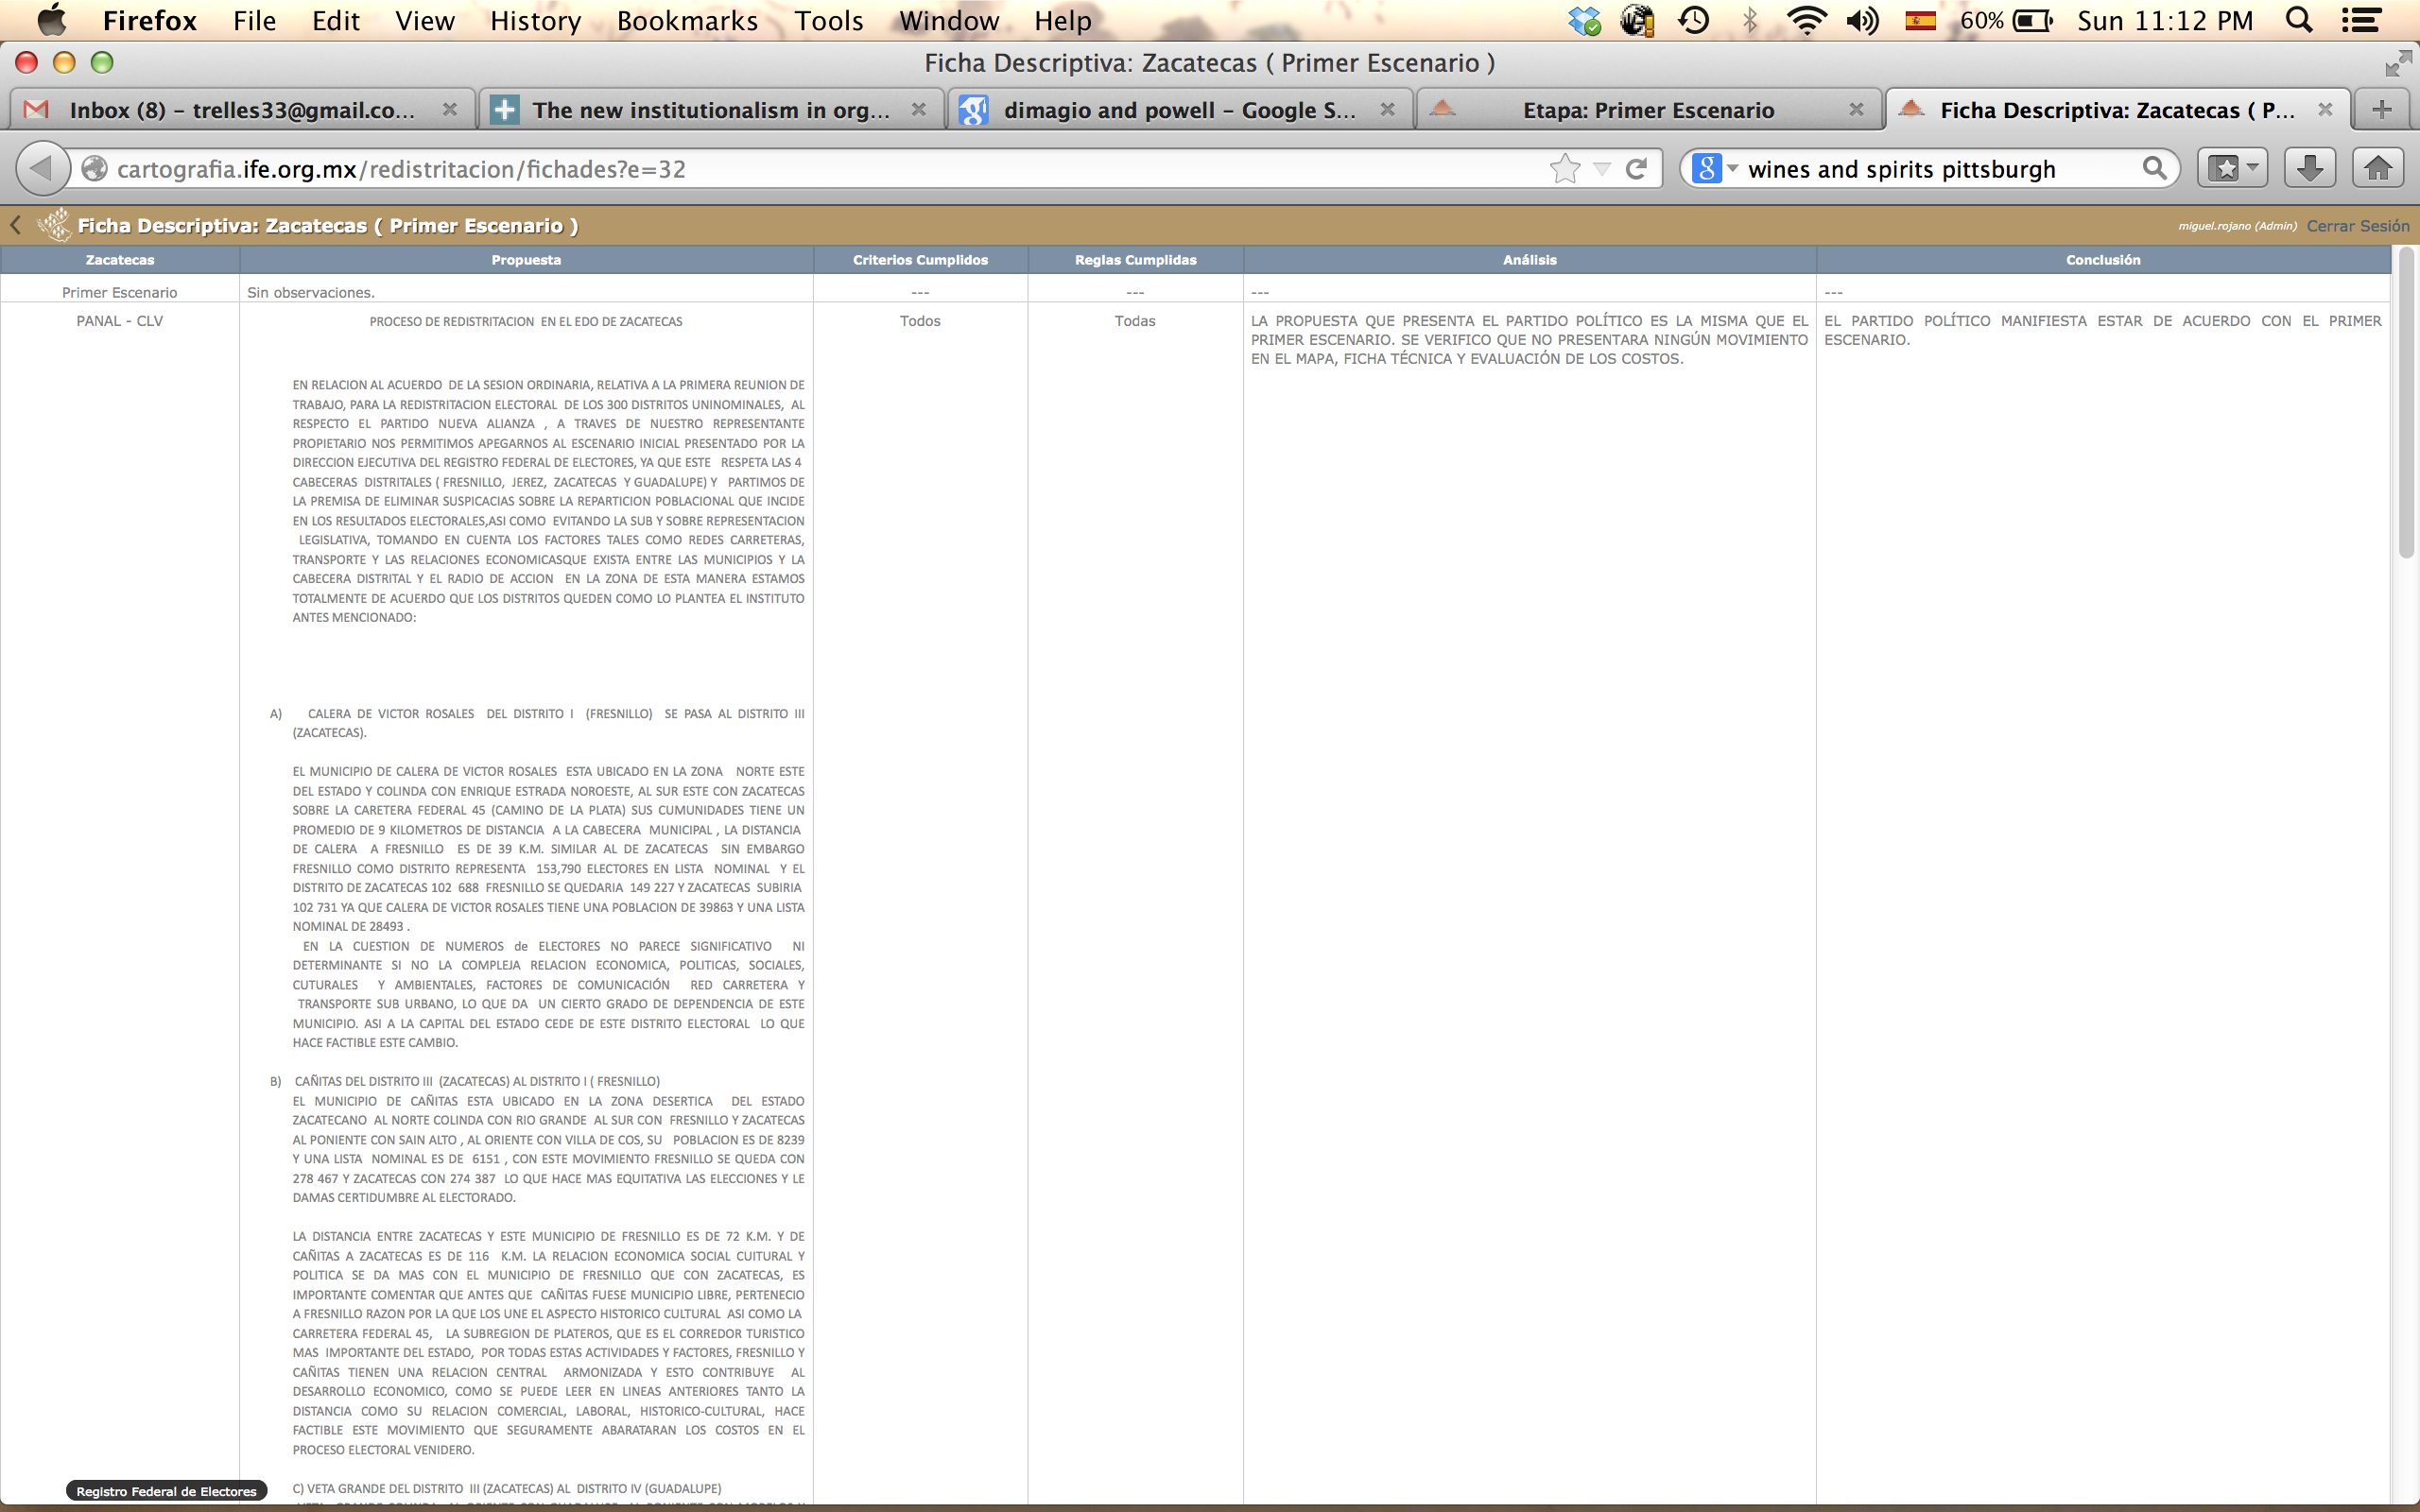 Firefox File Edit View History Bookmarks Tools Window Help 60% Sun 11:12 PM
Ficha Descriptiva: Zacatecas ( Primer Escenario )
Inbox (8) – trelles33@gmail.co... The new institutionalism in org... dimagio and powell – Google S... Etapa: Primer Escenario Ficha Descriptiva: Zacatecas ( P...
cartografia.ife.org.mx/redistritacion/fichades?e=32 wines and spirits pittsburgh
Ficha Descriptiva: Zacatecas ( Primer Escenario ) miguel.rojano (Admin) Cerrar Sesión
Zacatecas Propuesta Criterios Cumplidos Reglas Cumplidas Análisis Conclusión
Primer Escenario Sin observaciones. --- --- --- ---
PANAL - CLV
PROCESO DE REDISTRITACION EN EL EDO DE ZACATECAS
EN RELACION AL ACUERDO DE LA SESION ORDINARIA, RELATIVA A LA PRIMERA REUNION DE
TRABAJO, PARA LA REDISTRITACION ELECTORAL DE LOS 300 DISTRITOS UNINOMINALES, AL
RESPECTO EL PARTIDO NUEVA ALIANZA , A TRAVES DE NUESTRO REPRESENTANTE
PROPIETARIO NOS PERMITIMOS APEGARNOS AL ESCENARIO INICIAL PRESENTADO POR LA
DIRECCION EJECUTIVA DEL REGISTRO FEDERAL DE ELECTORES, YA QUE ESTE RESPETA LAS 4
CABECERAS DISTRITALES ( FRESNILLO, JEREZ, ZACATECAS Y GUADALUPE) Y PARTIMOS DE
LA PREMISA DE ELIMINAR SUSPICACIAS SOBRE LA REPARTICION POBLACIONAL QUE INCIDE
EN LOS RESULTADOS ELECTORALES,ASI COMO EVITANDO LA SUB Y SOBRE REPRESENTACION
LEGISLATIVA, TOMANDO EN CUENTA LOS FACTORES TALES COMO REDES CARRETERAS,
TRANSPORTE Y LAS RELACIONES ECONOMICASQUE EXISTA ENTRE LAS MUNICIPIOS Y LA
CABECERA DISTRITAL Y EL RADIO DE ACCION EN LA ZONA DE ESTA MANERA ESTAMOS
TOTALMENTE DE ACUERDO QUE LOS DISTRITOS QUEDEN COMO LO PLANTEA EL INSTITUTO
ANTES MENCIONADO:
A) CALERA DE VICTOR ROSALES DEL DISTRITO I (FRESNILLO) SE PASA AL DISTRITO III
(ZACATECAS).
EL MUNICIPIO DE CALERA DE VICTOR ROSALES ESTA UBICADO EN LA ZONA NORTE ESTE
DEL ESTADO Y COLINDA CON ENRIQUE ESTRADA NOROESTE, AL SUR ESTE CON ZACATECAS
SOBRE LA CARETERA FEDERAL 45 (CAMINO DE LA PLATA) SUS CUMUNIDADES TIENE UN
PROMEDIO DE 9 KILOMETROS DE DISTANCIA A LA CABECERA MUNICIPAL , LA DISTANCIA
DE CALERA A FRESNILLO ES DE 39 K.M. SIMILAR AL DE ZACATECAS SIN EMBARGO
FRESNILLO COMO DISTRITO REPRESENTA 153,790 ELECTORES EN LISTA NOMINAL Y EL
DISTRITO DE ZACATECAS 102 688 FRESNILLO SE QUEDARIA 149 227 Y ZACATECAS SUBIRIA
102 731 YA QUE CALERA DE VICTOR ROSALES TIENE UNA POBLACION DE 39863 Y UNA LISTA
NOMINAL DE 28493 .
EN LA CUESTION DE NUMEROS de ELECTORES NO PARECE SIGNIFICATIVO NI
DETERMINANTE SI NO LA COMPLEJA RELACION ECONOMICA, POLITICAS, SOCIALES,
CUTURALES Y AMBIENTALES, FACTORES DE COMUNICACIÓN RED CARRETERA Y
TRANSPORTE SUB URBANO, LO QUE DA UN CIERTO GRADO DE DEPENDENCIA DE ESTE
MUNICIPIO. ASI A LA CAPITAL DEL ESTADO CEDE DE ESTE DISTRITO ELECTORAL LO QUE
HACE FACTIBLE ESTE CAMBIO.
B) CAÑITAS DEL DISTRITO III (ZACATECAS) AL DISTRITO I ( FRESNILLO)
EL MUNICIPIO DE CAÑITAS ESTA UBICADO EN LA ZONA DESERTICA DEL ESTADO
ZACATECANO AL NORTE COLINDA CON RIO GRANDE AL SUR CON FRESNILLO Y ZACATECAS
AL PONIENTE CON SAIN ALTO , AL ORIENTE CON VILLA DE COS, SU POBLACION ES DE 8239
Y UNA LISTA NOMINAL ES DE 6151 , CON ESTE MOVIMIENTO FRESNILLO SE QUEDA CON
278 467 Y ZACATECAS CON 274 387 LO QUE HACE MAS EQUITATIVA LAS ELECCIONES Y LE
DAMAS CERTIDUMBRE AL ELECTORADO.
LA DISTANCIA ENTRE ZACATECAS Y ESTE MUNICIPIO DE FRESNILLO ES DE 72 K.M. Y DE
CAÑITAS A ZACATECAS ES DE 116 K.M. LA RELACION ECONOMICA SOCIAL CUITURAL Y
POLITICA SE DA MAS CON EL MUNICIPIO DE FRESNILLO QUE CON ZACATECAS, ES
IMPORTANTE COMENTAR QUE ANTES QUE CAÑITAS FUESE MUNICIPIO LIBRE, PERTENECIO
A FRESNILLO RAZON POR LA QUE LOS UNE EL ASPECTO HISTORICO CULTURAL ASI COMO LA
CARRETERA FEDERAL 45, LA SUBREGION DE PLATEROS, QUE ES EL CORREDOR TURISTICO
MAS IMPORTANTE DEL ESTADO, POR TODAS ESTAS ACTIVIDADES Y FACTORES, FRESNILLO Y
CAÑITAS TIENEN UNA RELACION CENTRAL ARMONIZADA Y ESTO CONTRIBUYE AL
DESARROLLO ECONOMICO, COMO SE PUEDE LEER EN LINEAS ANTERIORES TANTO LA
DISTANCIA COMO SU RELACION COMERCIAL, LABORAL, HISTORICO-CULTURAL, HACE
FACTIBLE ESTE MOVIMIENTO QUE SEGURAMENTE ABARATARAN LOS COSTOS EN EL
PROCESO ELECTORAL VENIDERO.
C) VETA GRANDE DEL DISTRITO III (ZACATECAS) AL DISTRITO IV (GUADALUPE)
Todos
Todas
LA PROPUESTA QUE PRESENTA EL PARTIDO POLÍTICO ES LA MISMA QUE EL
PRIMER ESCENARIO. SE VERIFICO QUE NO PRESENTARA NINGÚN MOVIMIENTO
EN EL MAPA, FICHA TÉCNICA Y EVALUACIÓN DE LOS COSTOS.
EL PARTIDO POLÍTICO MANIFIESTA ESTAR DE ACUERDO CON EL PRIMER
ESCENARIO.
Registro Federal de Electores